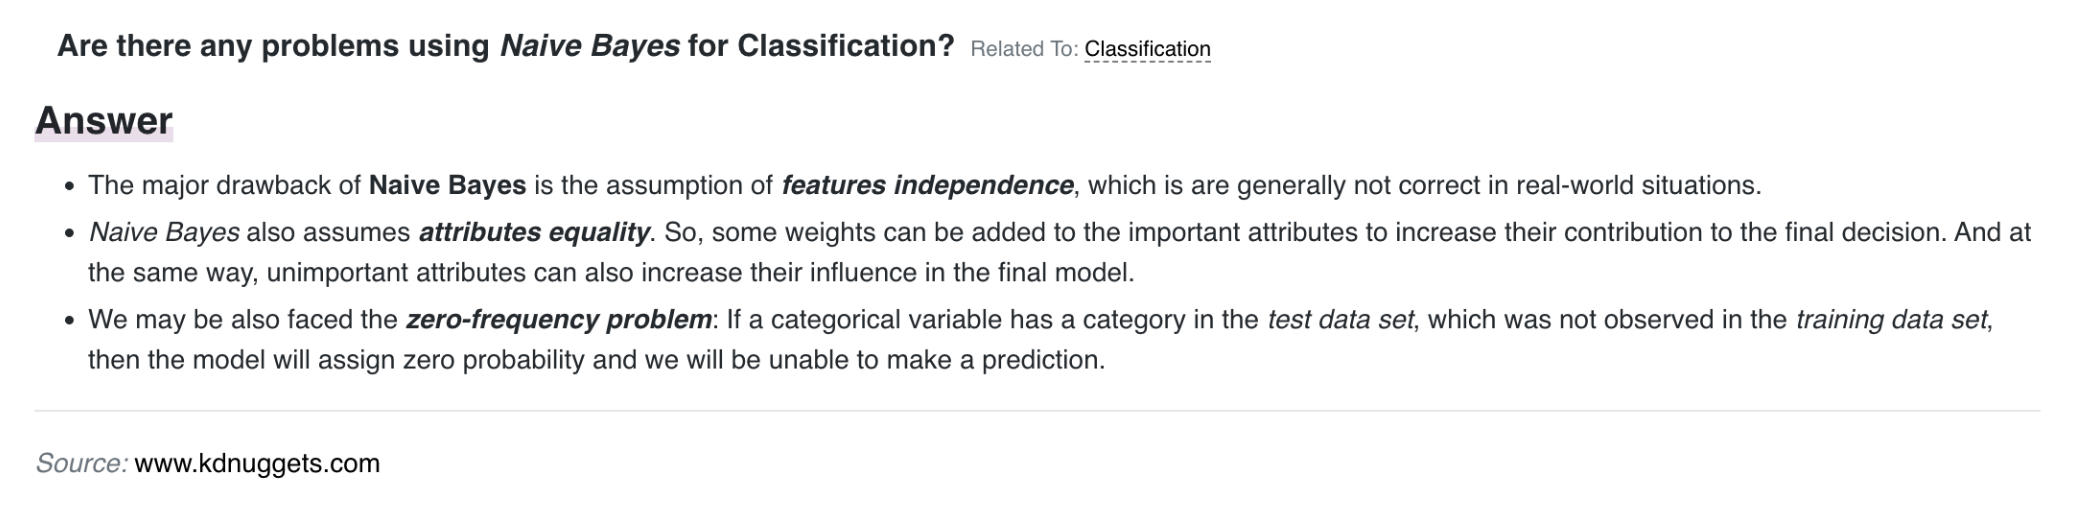 Are there any problems using Naive Bayes for Classification? Related To: Classification
Answer
• The major drawback of Naive Bayes is the assumption of features independence, which is are generally not correct in real-world situations.
• Naive Bayes also assumes attributes equality. So, some weights can be added to the important attributes to increase their contribution to the final decision. And at
the same way, unimportant attributes can also increase their influence in the final model.
• We may be also faced the zero-frequency problem: If a categorical variable has a category in the test data set, which was not observed in the training data set,
then the model will assign zero probability and we will be unable to make a prediction.
Source: www.kdnuggets.com